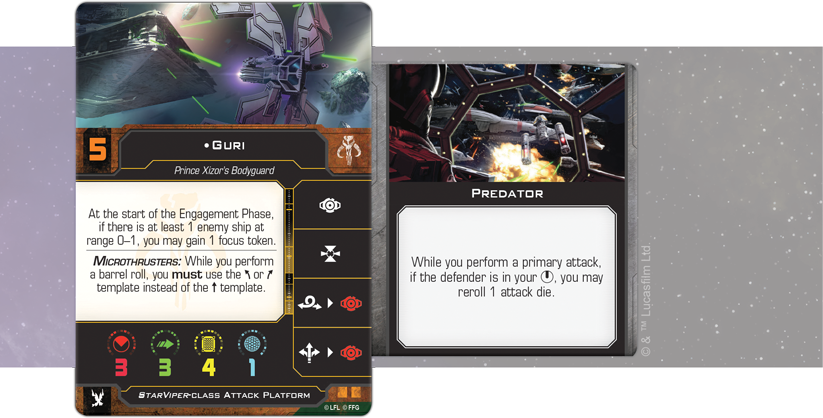 5
•Guri
Prince Xizor's Bodyguard
At the start of the Engagement Phase,
if there is at least 1 enemy ship at
range 0–1, you may gain 1 focus token.
Microthrusters: While you perform
a barrel roll, you must use the or
template instead of the template.
3 3 4 1
StarViper-class Attack Platform
©LFL ©FFG
Predator
While you perform a primary attack,
if the defender is in your , you may
reroll 1 attack die.
© & ™ Lucasfilm Ltd.